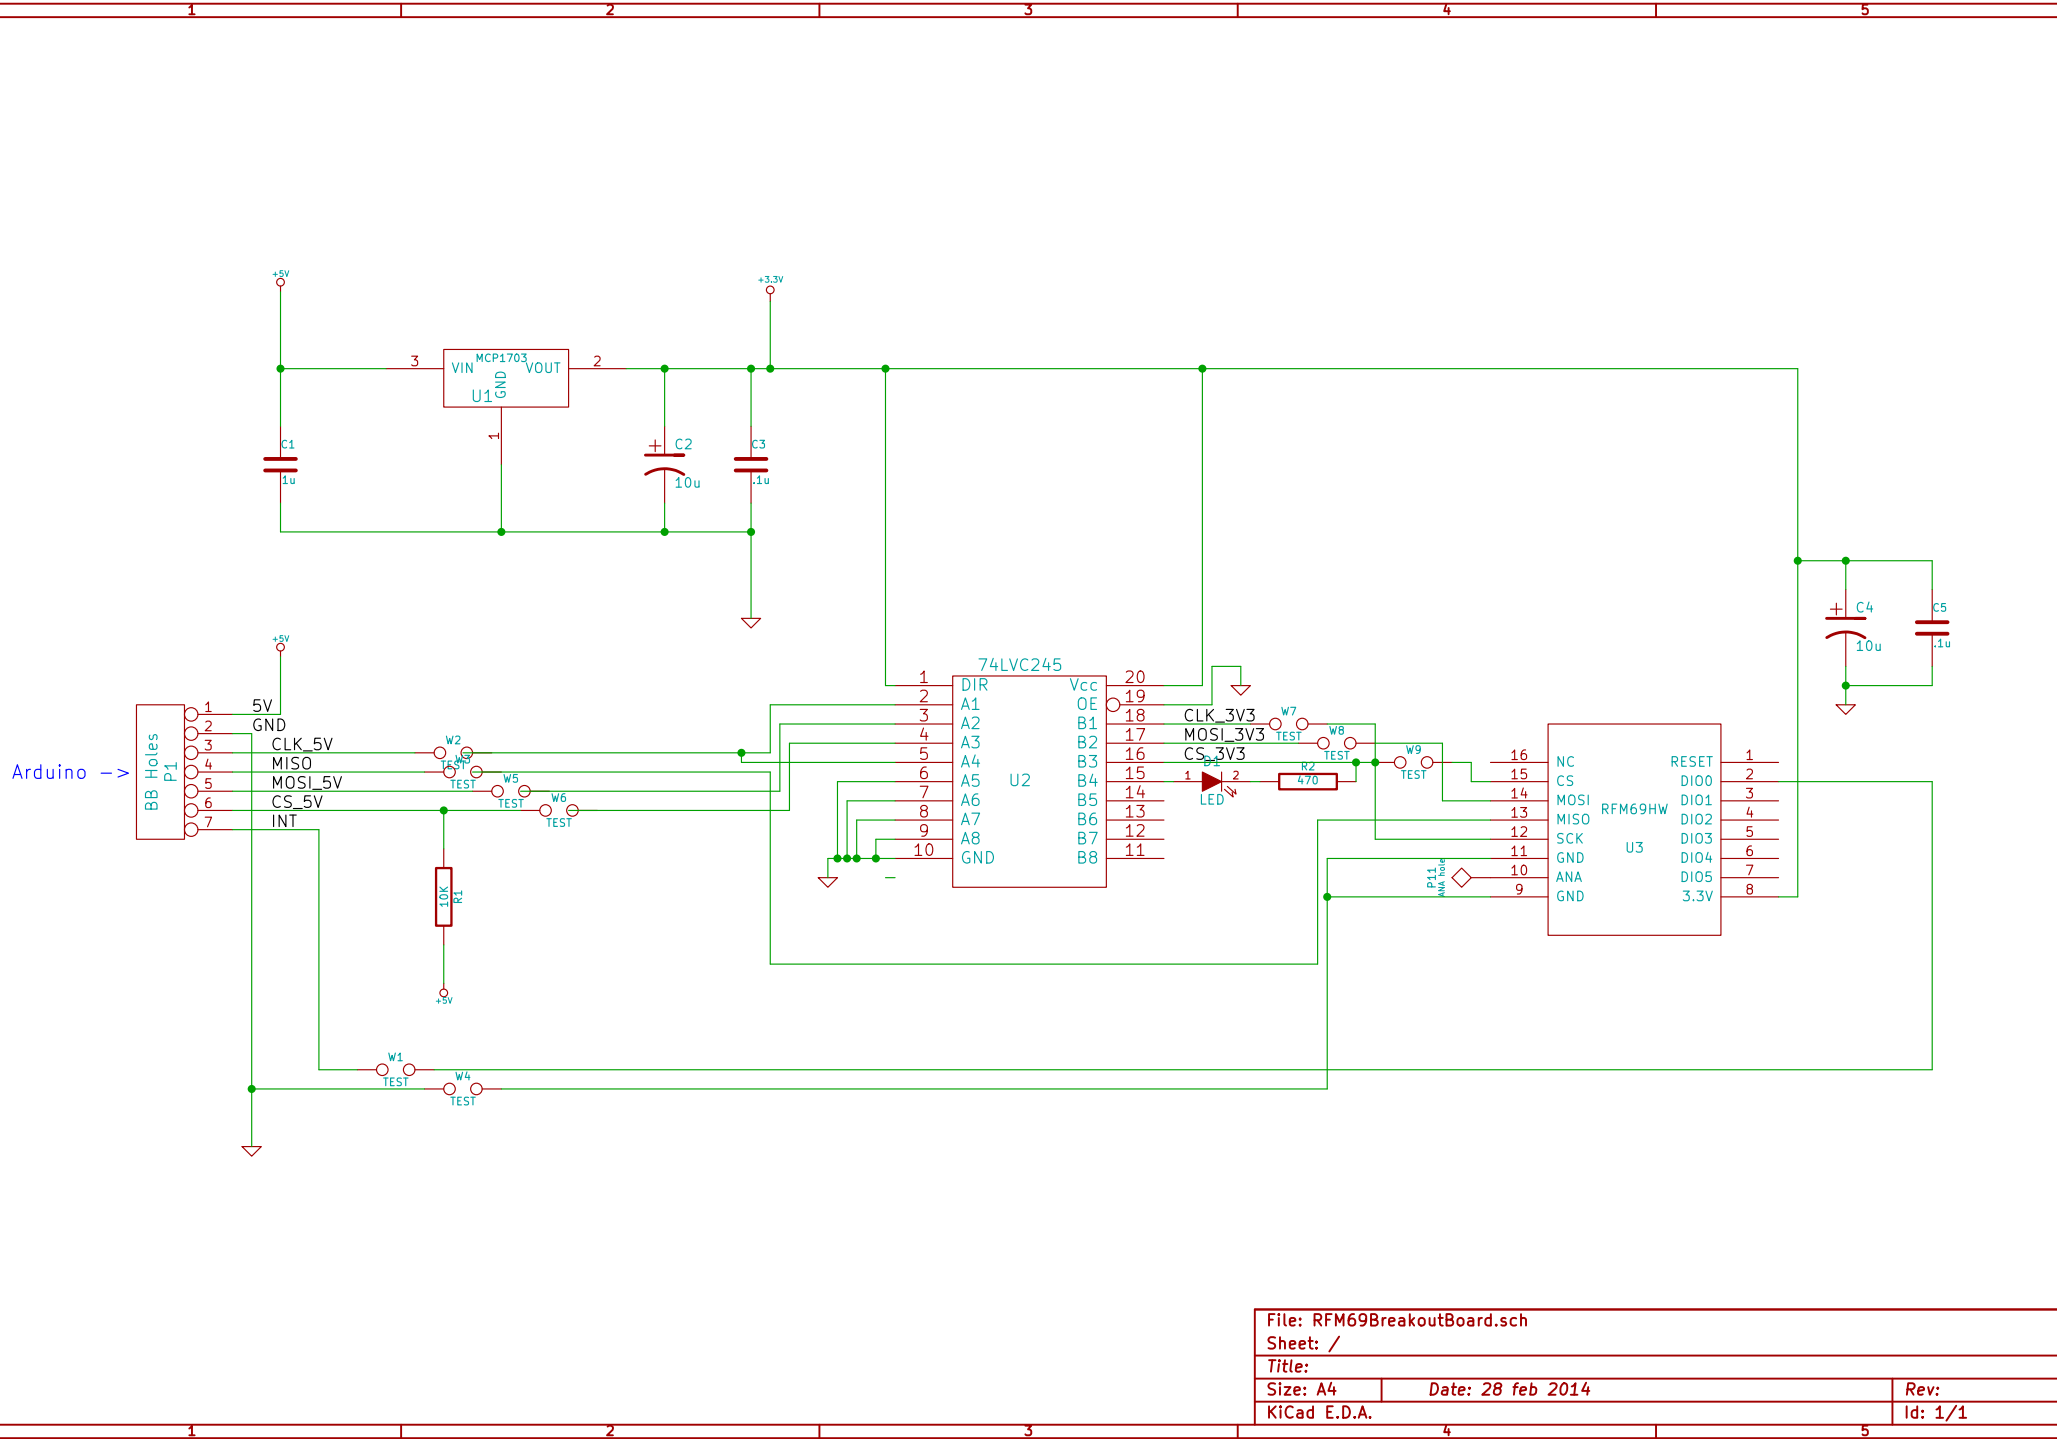 1 2 3 4 5
+5V
+3.3V
3 VIN MCP1703 VOUT 2
U1 GND
1
C1
1u
C2
10u
C3
.1u
+5V
C4
10u
C5
.1u
Arduino ->
BB Holes
P1
1 5V
2 GND
3 CLK_5V
4 MISO
5 MOSI_5V
6 CS_5V
7 INT
W2
TEST
W3
TEST
W5
TEST
W6
TEST
10K
R1
+5V
W1
TEST
W4
TEST
74LVC245
U2
1 DIR Vcc 20
2 A1 OE 19
3 A2 B1 18
4 A3 B2 17
5 A4 B3 16
6 A5 B4 15
7 A6 B5 14
8 A7 B6 13
9 A8 B7 12
10 GND B8 11
CLK_3V3
MOSI_3V3
CS_3V3
W7
TEST
W8
TEST
W9
TEST
D1
1 2
LED
R2
470
RFM69HW
U3
16 NC RESET 1
15 CS DIO0 2
14 MOSI DIO1 3
13 MISO DIO2 4
12 SCK DIO3 5
11 GND DIO4 6
10 ANA DIO5 7
9 GND 3.3V 8
P11
ANA hole
File: RFM69BreakoutBoard.sch
Sheet: /
Title:
Size: A4 Date: 28 feb 2014 Rev:
KiCad E.D.A. Id: 1/1
1 2 3 4 5